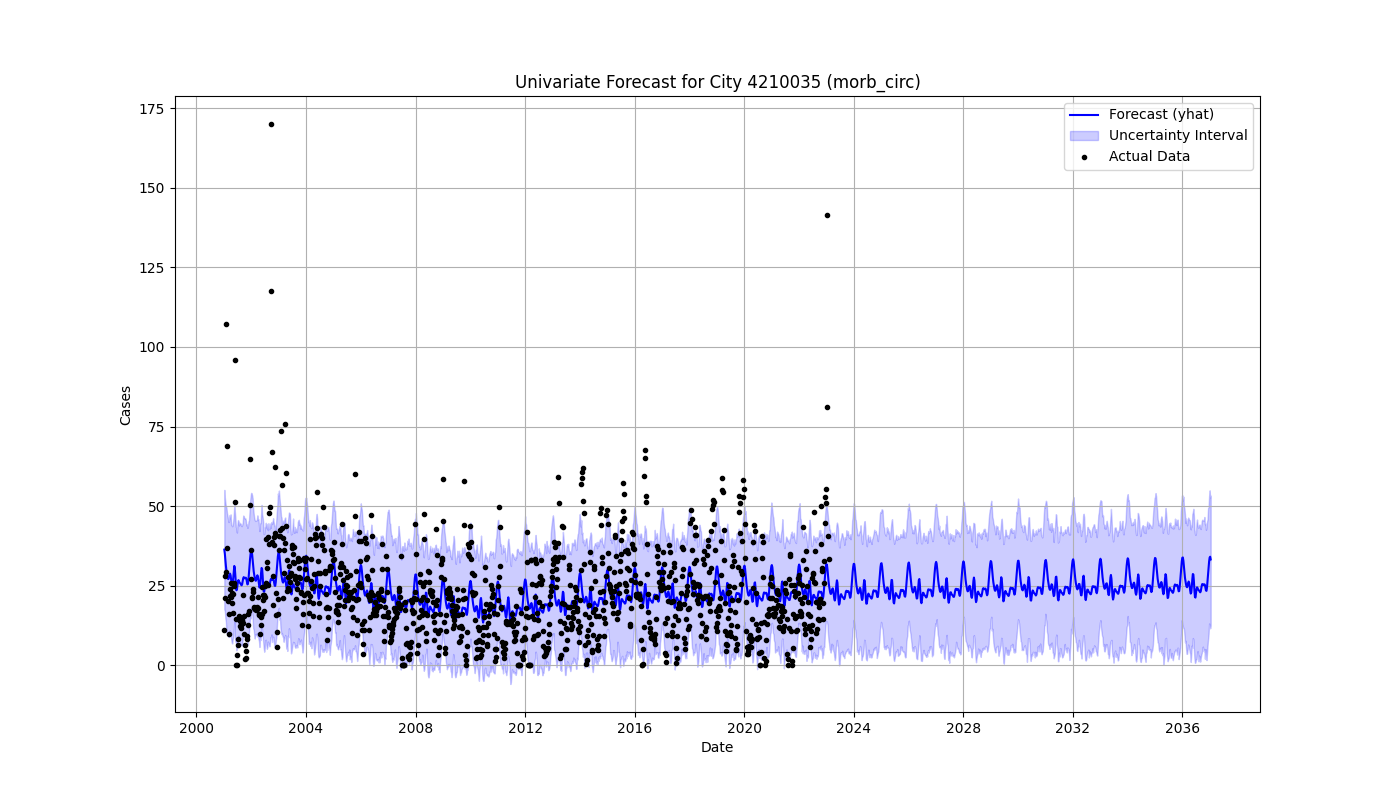 Univariate Forecast for City 4210035 (morb_circ)
Forecast (yhat)
Uncertainty Interval
Actual Data
175
150
125
100
75
50
25
0
Cases
2000 2004 2008 2012 2016 2020 2024 2028 2032 2036
Date